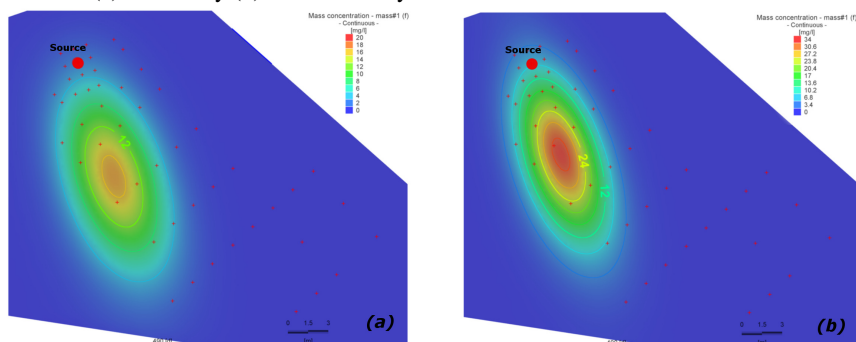 Mass concentration - mass#1 (f)
- Continuous -
[mg/l]
20
18
16
14
12
10
8
6
4
2
0
Source
12
0 1.5 3
(a)
Mass concentration - mass#1 (f)
- Continuous -
[mg/l]
34
30.6
27.2
23.8
20.4
17
13.6
10.2
6.8
3.4
0
Source
24
12
0 1.5 3
(b)